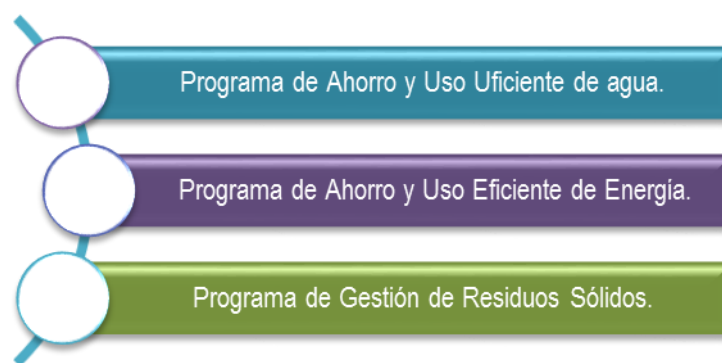 Programa de Ahorro y Uso Uficiente de agua.
Programa de Ahorro y Uso Eficiente de Energía.
Programa de Gestión de Residuos Sólidos.